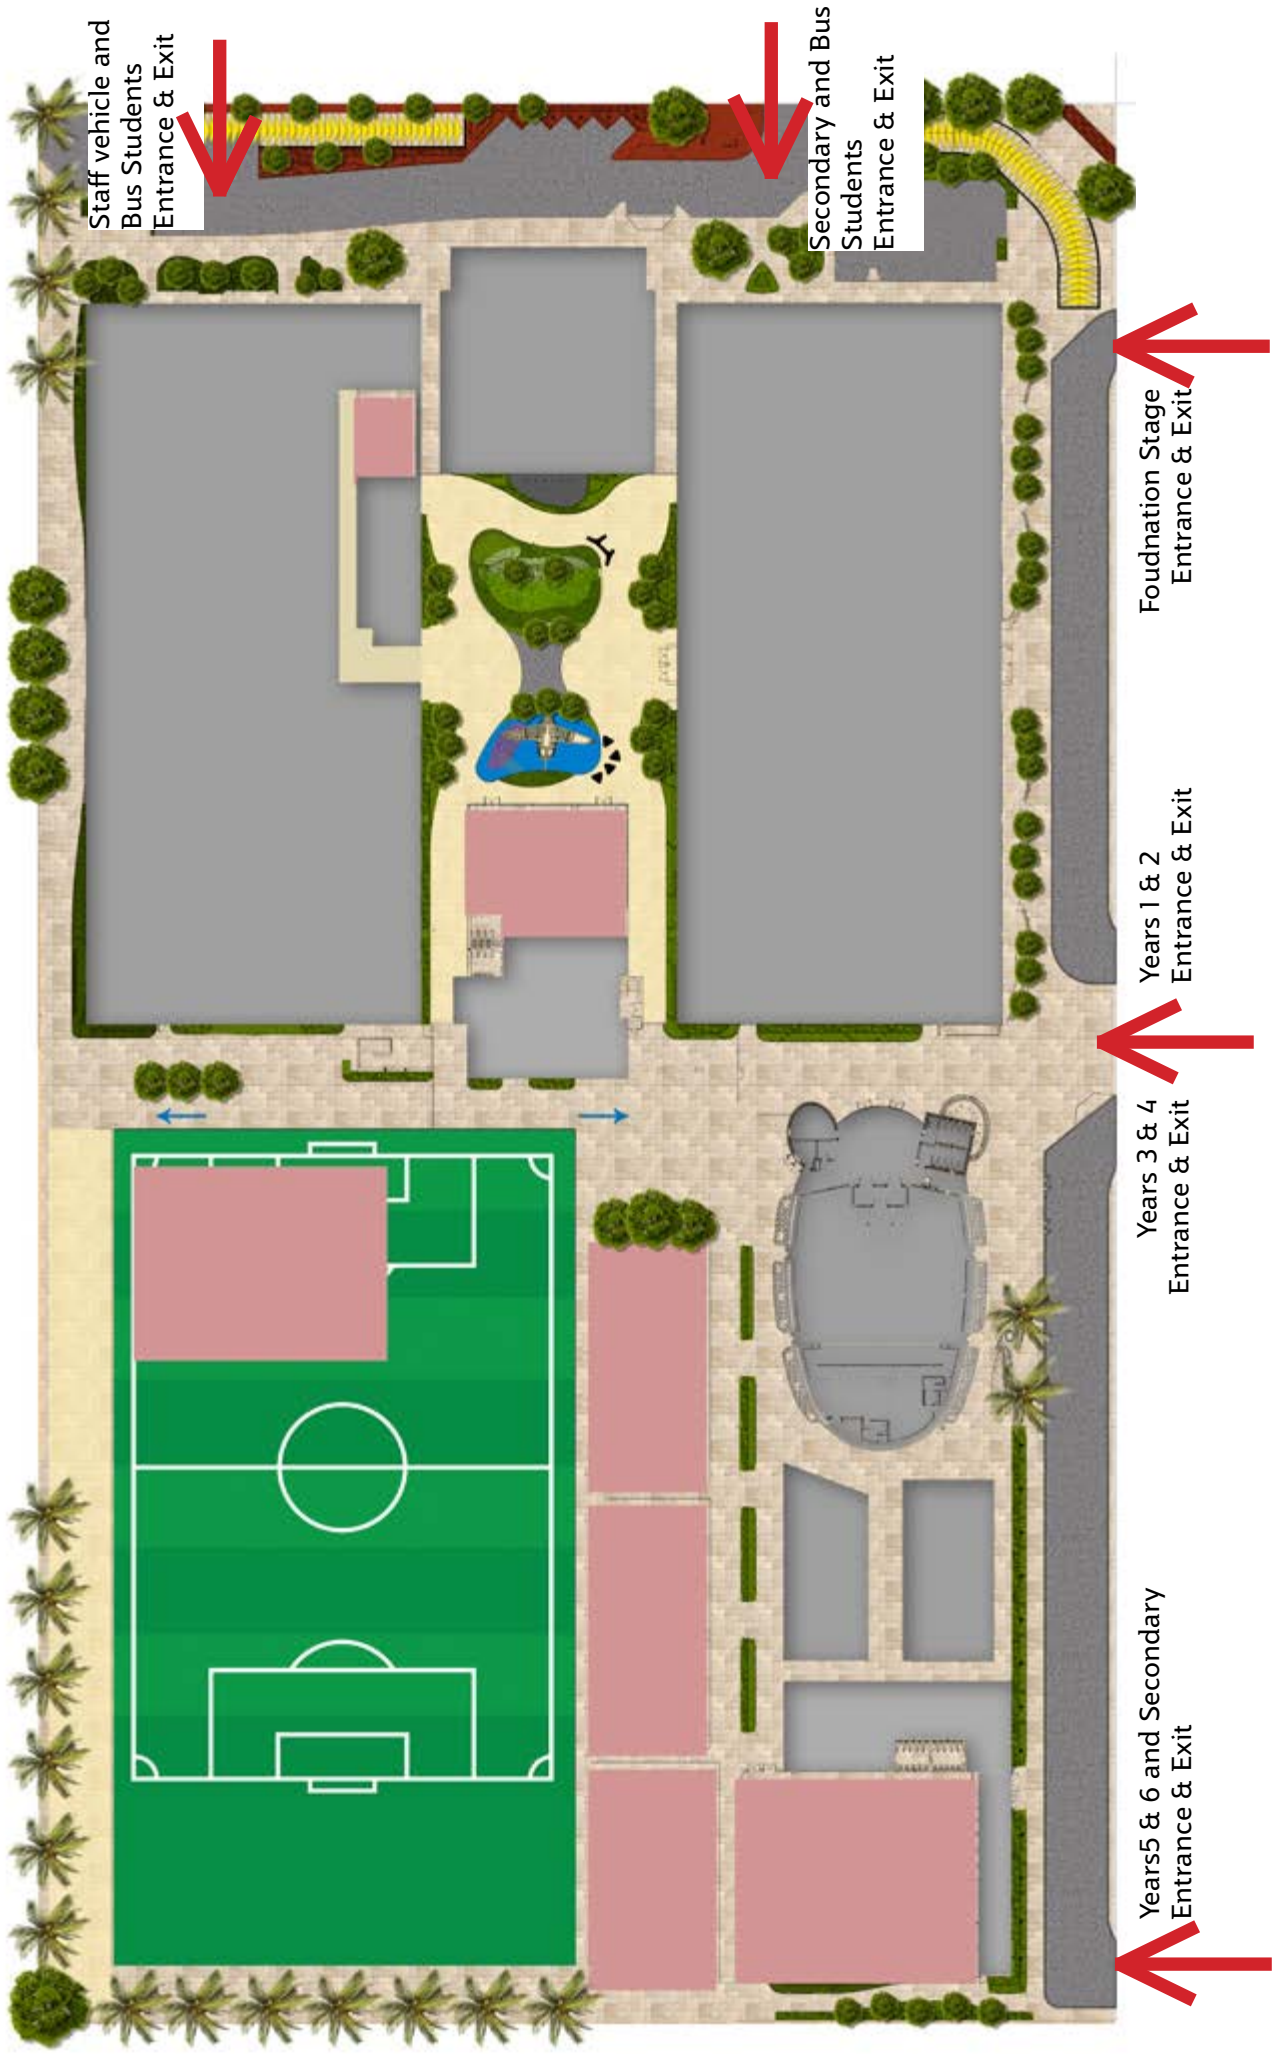 Staff vehicle and
Bus Students
Entrance & Exit
Secondary and Bus
Students
Entrance & Exit
Foudnation Stage
Entrance & Exit
Years 1 & 2
Entrance & Exit
Years 3 & 4
Entrance & Exit
Years5 & 6 and Secondary
Entrance & Exit